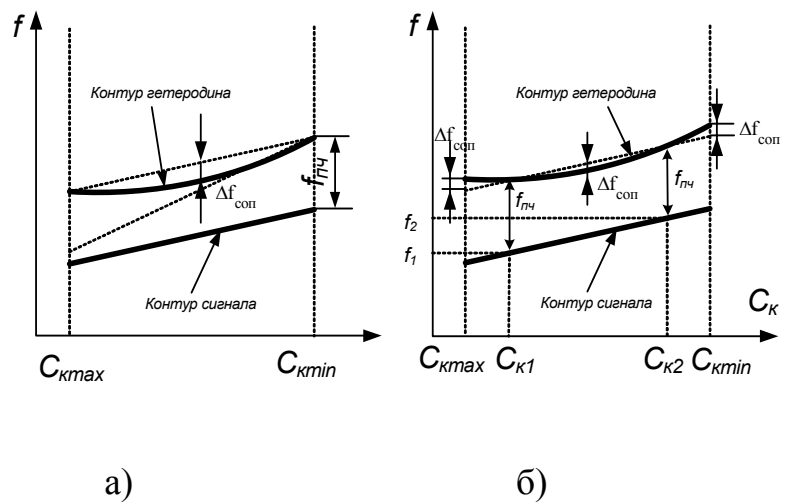 f
Контур гетеродина
Δfсоп
fпч
Контур сигнала
Cкmax
Cкmin
а)
f
Контур гетеродина
Δfсоп
Δfсоп
Δfсоп
fпч
fпч
f2
f1
Контур сигнала
Cк
Cкmax
Cк1
Cк2
Cкmin
б)